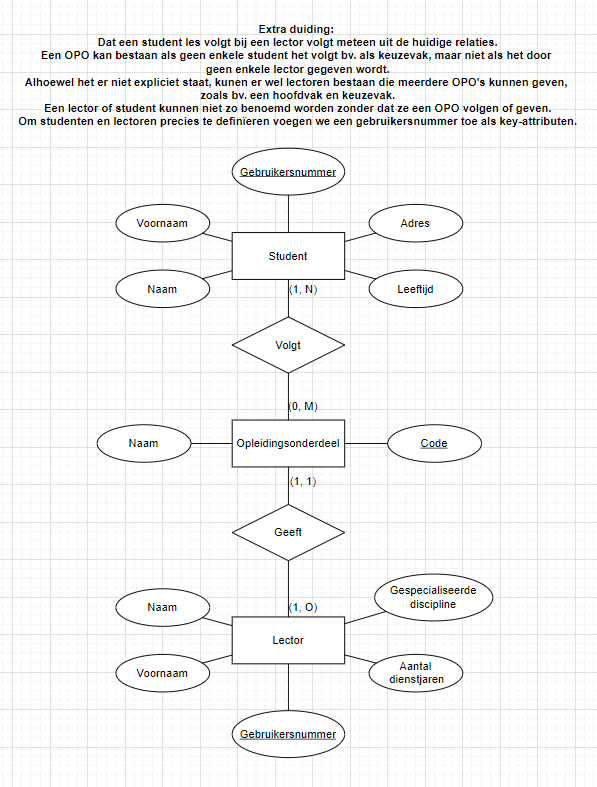 Extra duiding:
Dat een student les volgt bij een lector volgt meteen uit de huidige relaties.
Een OPO kan bestaan als geen enkele student het volgt bv. als keuzevak, maar niet als het door
geen enkele lector gegeven wordt.
Alhoewel het er niet expliciet staat, kunen er wel lectoren bestaan die meerdere OPO's kunnen geven,
zoals bv. een hoofdvak en keuzevak.
Een lector of student kunnen niet zo benoemd worden zonder dat ze een OPO volgen of geven.
Om studenten en lectoren precies te definïeren voegen we een gebruikersnummer toe als key-attributen.
Gebruikersnummer
Voornaam
Adres
Student
Naam
Leeftijd
(1, N)
Volgt
(0, M)
Naam
Opleidingsonderdeel
Code
(1, 1)
Geeft
Gespecialiseerde
discipline
Naam
(1, O)
Lector
Voornaam
Aantal
dienstjaren
Gebruikersnummer